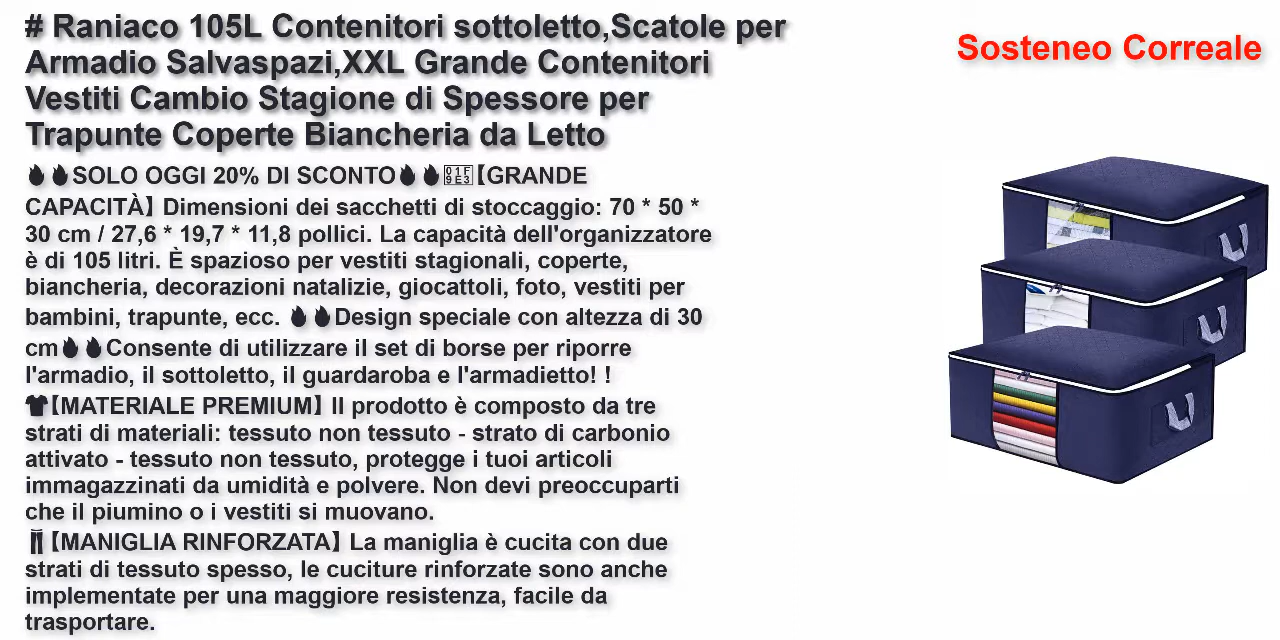 # Raniaco 105L Contenitori sottoletto,Scatole per
Armadio Salvaspazi,XXL Grande Contenitori
Vestiti Cambio Stagione di Spessore per
Trapunte Coperte Biancheria da Letto
Sosteneo Correale
🔥🔥SOLO OGGI 20% DI SCONTO🔥🔥🧣【GRANDE
CAPACITÀ】 Dimensioni dei sacchetti di stoccaggio: 70 * 50 *
30 cm / 27,6 * 19,7 * 11,8 pollici. La capacità dell'organizzatore
è di 105 litri. È spazioso per vestiti stagionali, coperte,
biancheria, decorazioni natalizie, giocattoli, foto, vestiti per
bambini, trapunte, ecc. 🔥🔥Design speciale con altezza di 30
cm🔥🔥Consente di utilizzare il set di borse per riporre
l'armadio, il sottoletto, il guardaroba e l'armadietto! !
👕【MATERIALE PREMIUM】 Il prodotto è composto da tre
strati di materiali: tessuto non tessuto - strato di carbonio
attivato - tessuto non tessuto, protegge i tuoi articoli
immagazzinati da umidità e polvere. Non devi preoccuparti
che il piumino o i vestiti si muovano.
👖【MANIGLIA RINFORZATA】 La maniglia è cucita con due
strati di tessuto spesso, le cuciture rinforzate sono anche
implementate per una maggiore resistenza, facile da
trasportare.